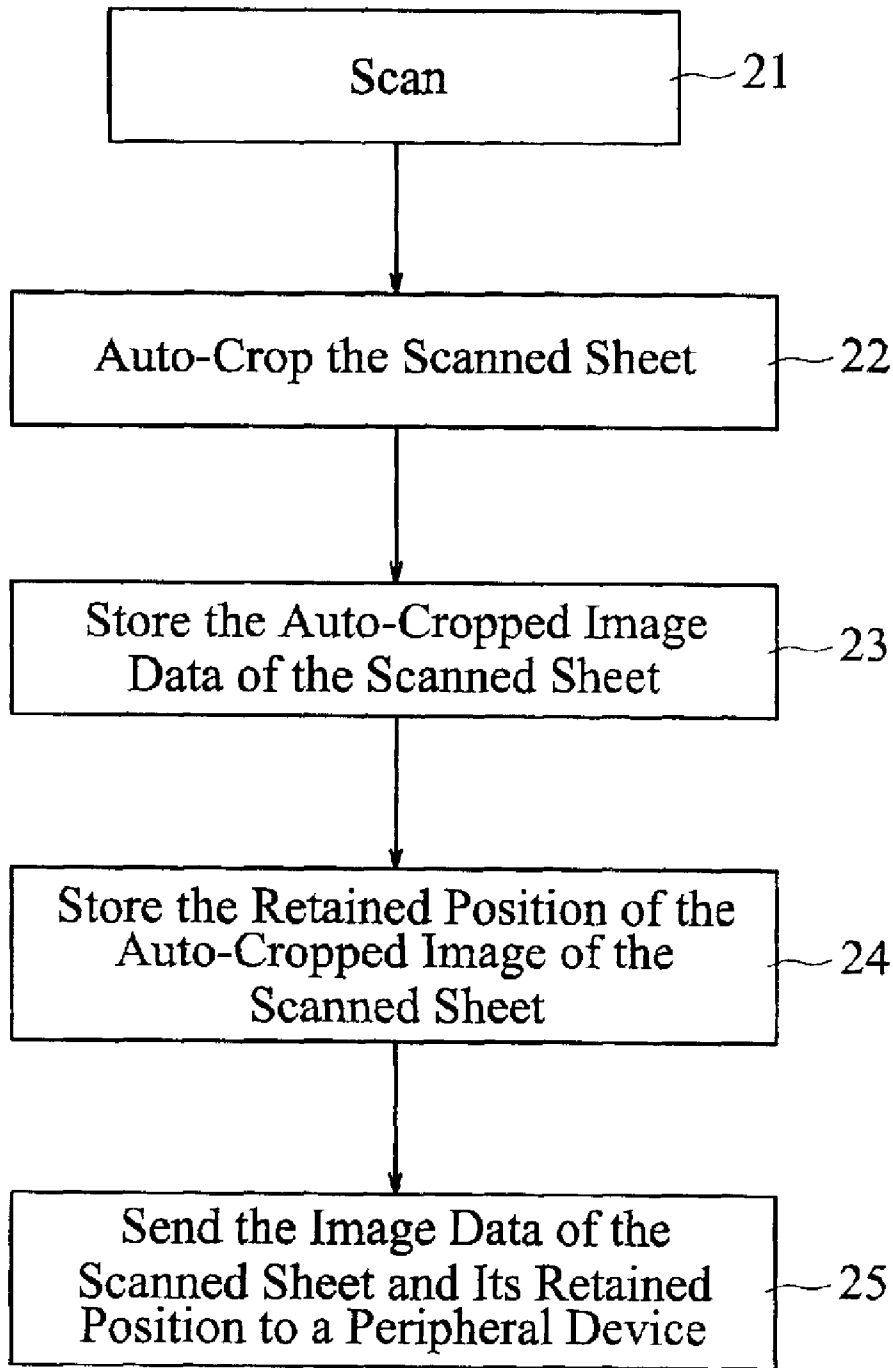 Scan
21
Auto-Crop the Scanned Sheet
22
Store the Auto-Cropped Image
Data of the Scanned Sheet
23
Store the Retained Position of the
Auto-Cropped Image of the
Scanned Sheet
24
Send the Image Data of the
Scanned Sheet and Its Retained
Position to a Peripheral Device
25